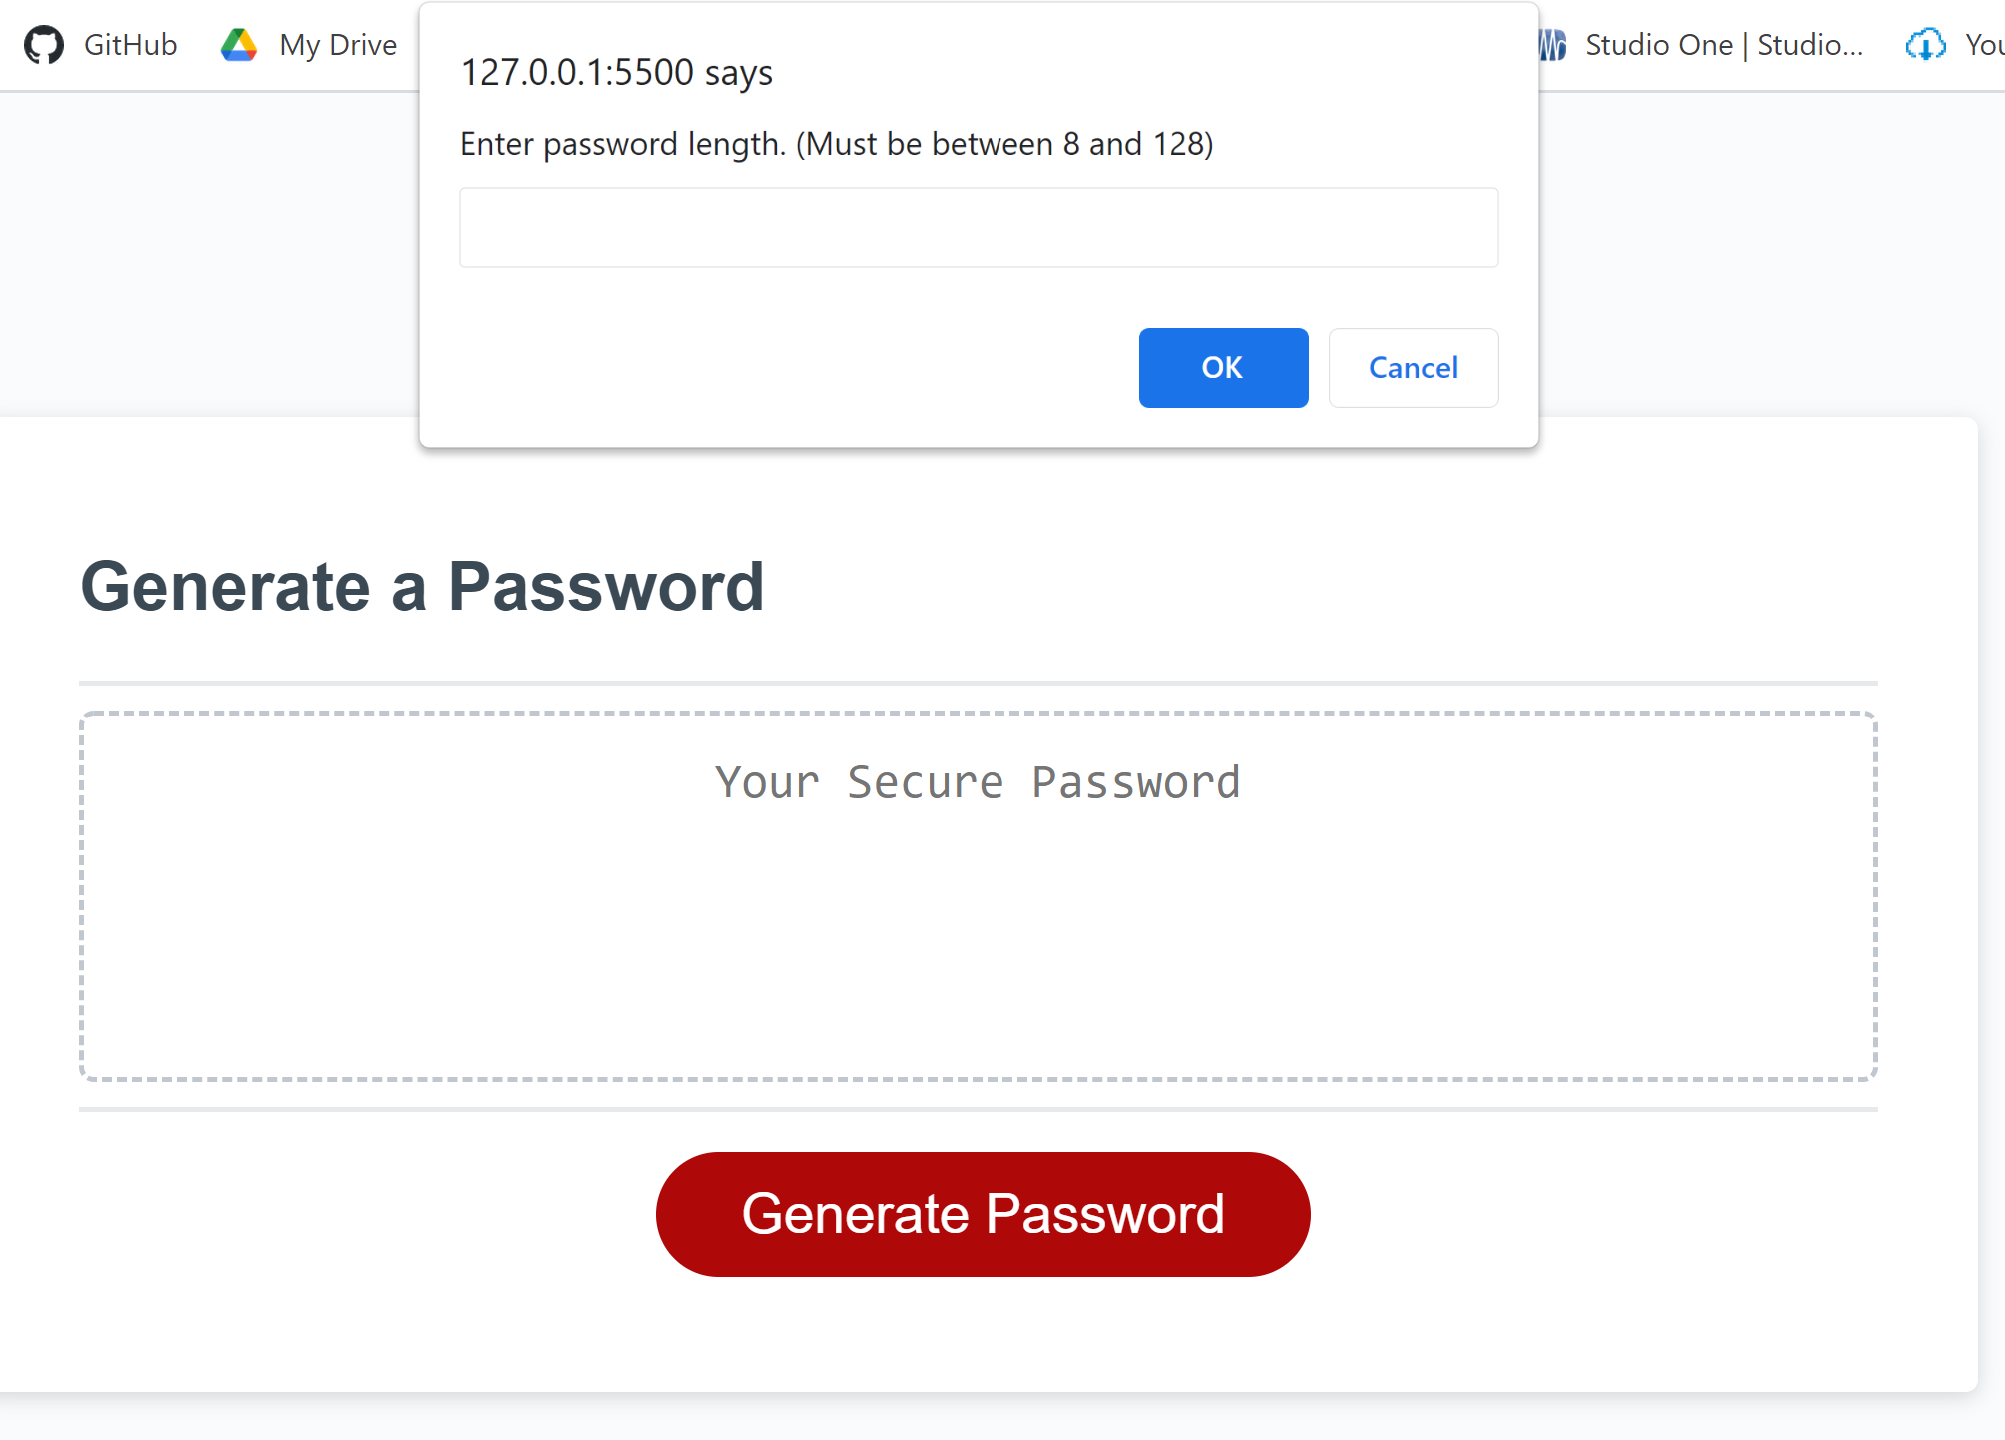 GitHub
My Drive
Studio One | Studio...
You
127.0.0.1:5500 says
Enter password length. (Must be between 8 and 128)
OK
Cancel
Generate a Password
Your Secure Password
Generate Password